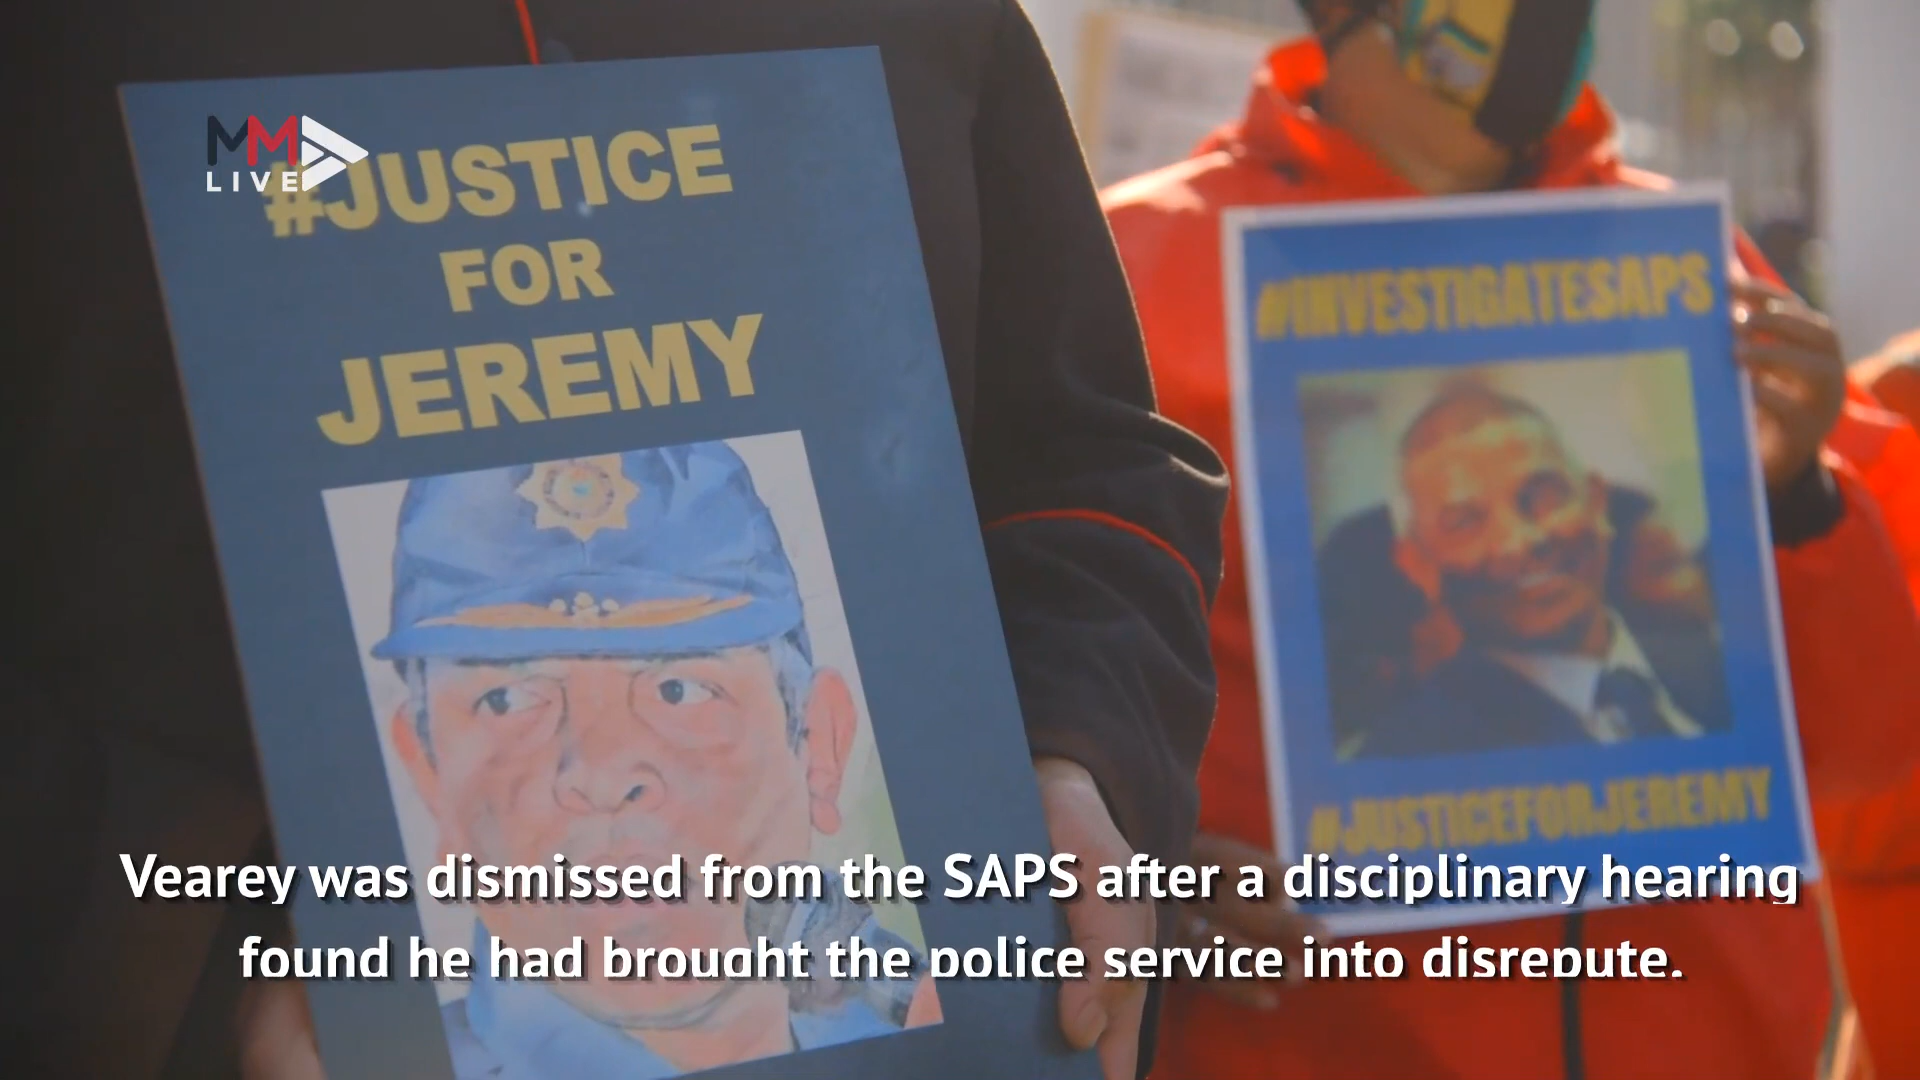 MM
LIVE
#JUSTICE
FOR
JEREMY
#INVESTIGATESAPS
#JUSTICEFORJEREMY
Vearey was dismissed from the SAPS after a disciplinary hearing
found he had brought the police service into disrepute.